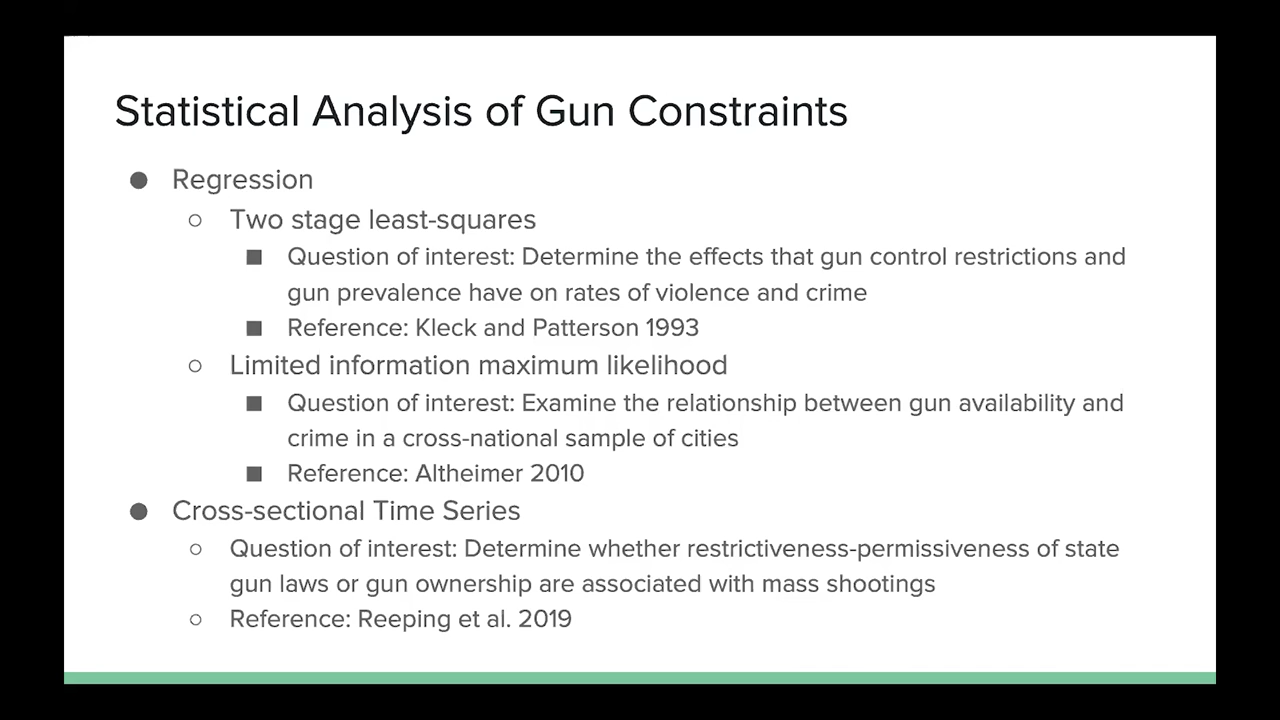 Statistical Analysis of Gun Constraints
● Regression
○ Two stage least-squares
■ Question of interest: Determine the effects that gun control restrictions and
gun prevalence have on rates of violence and crime
■ Reference: Kleck and Patterson 1993
○ Limited information maximum likelihood
■ Question of interest: Examine the relationship between gun availability and
crime in a cross-national sample of cities
■ Reference: Altheimer 2010
● Cross-sectional Time Series
○ Question of interest: Determine whether restrictiveness-permissiveness of state
gun laws or gun ownership are associated with mass shootings
○ Reference: Reeping et al. 2019